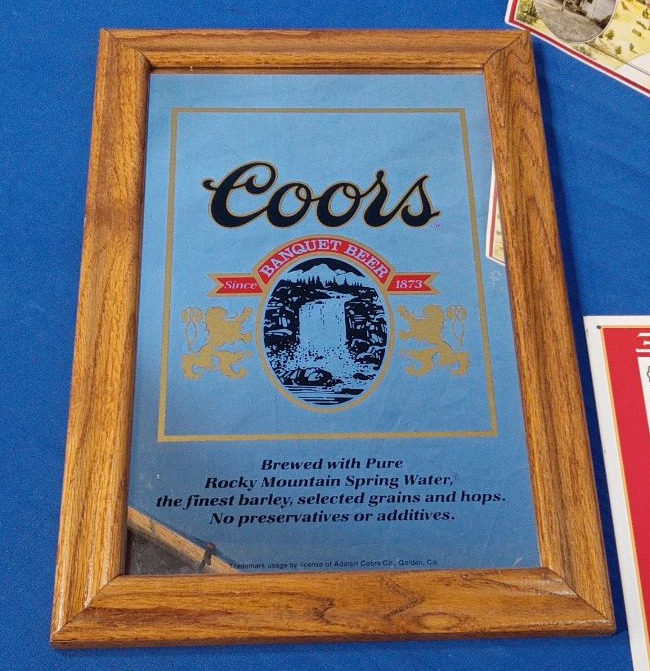 Coors
BANQUET BEER
Since 1873
Brewed with Pure
Rocky Mountain Spring Water,
the finest barley, selected grains and hops.
No preservatives or additives.
Trademark usage by license of Adolph Coors Co., Golden, Co.